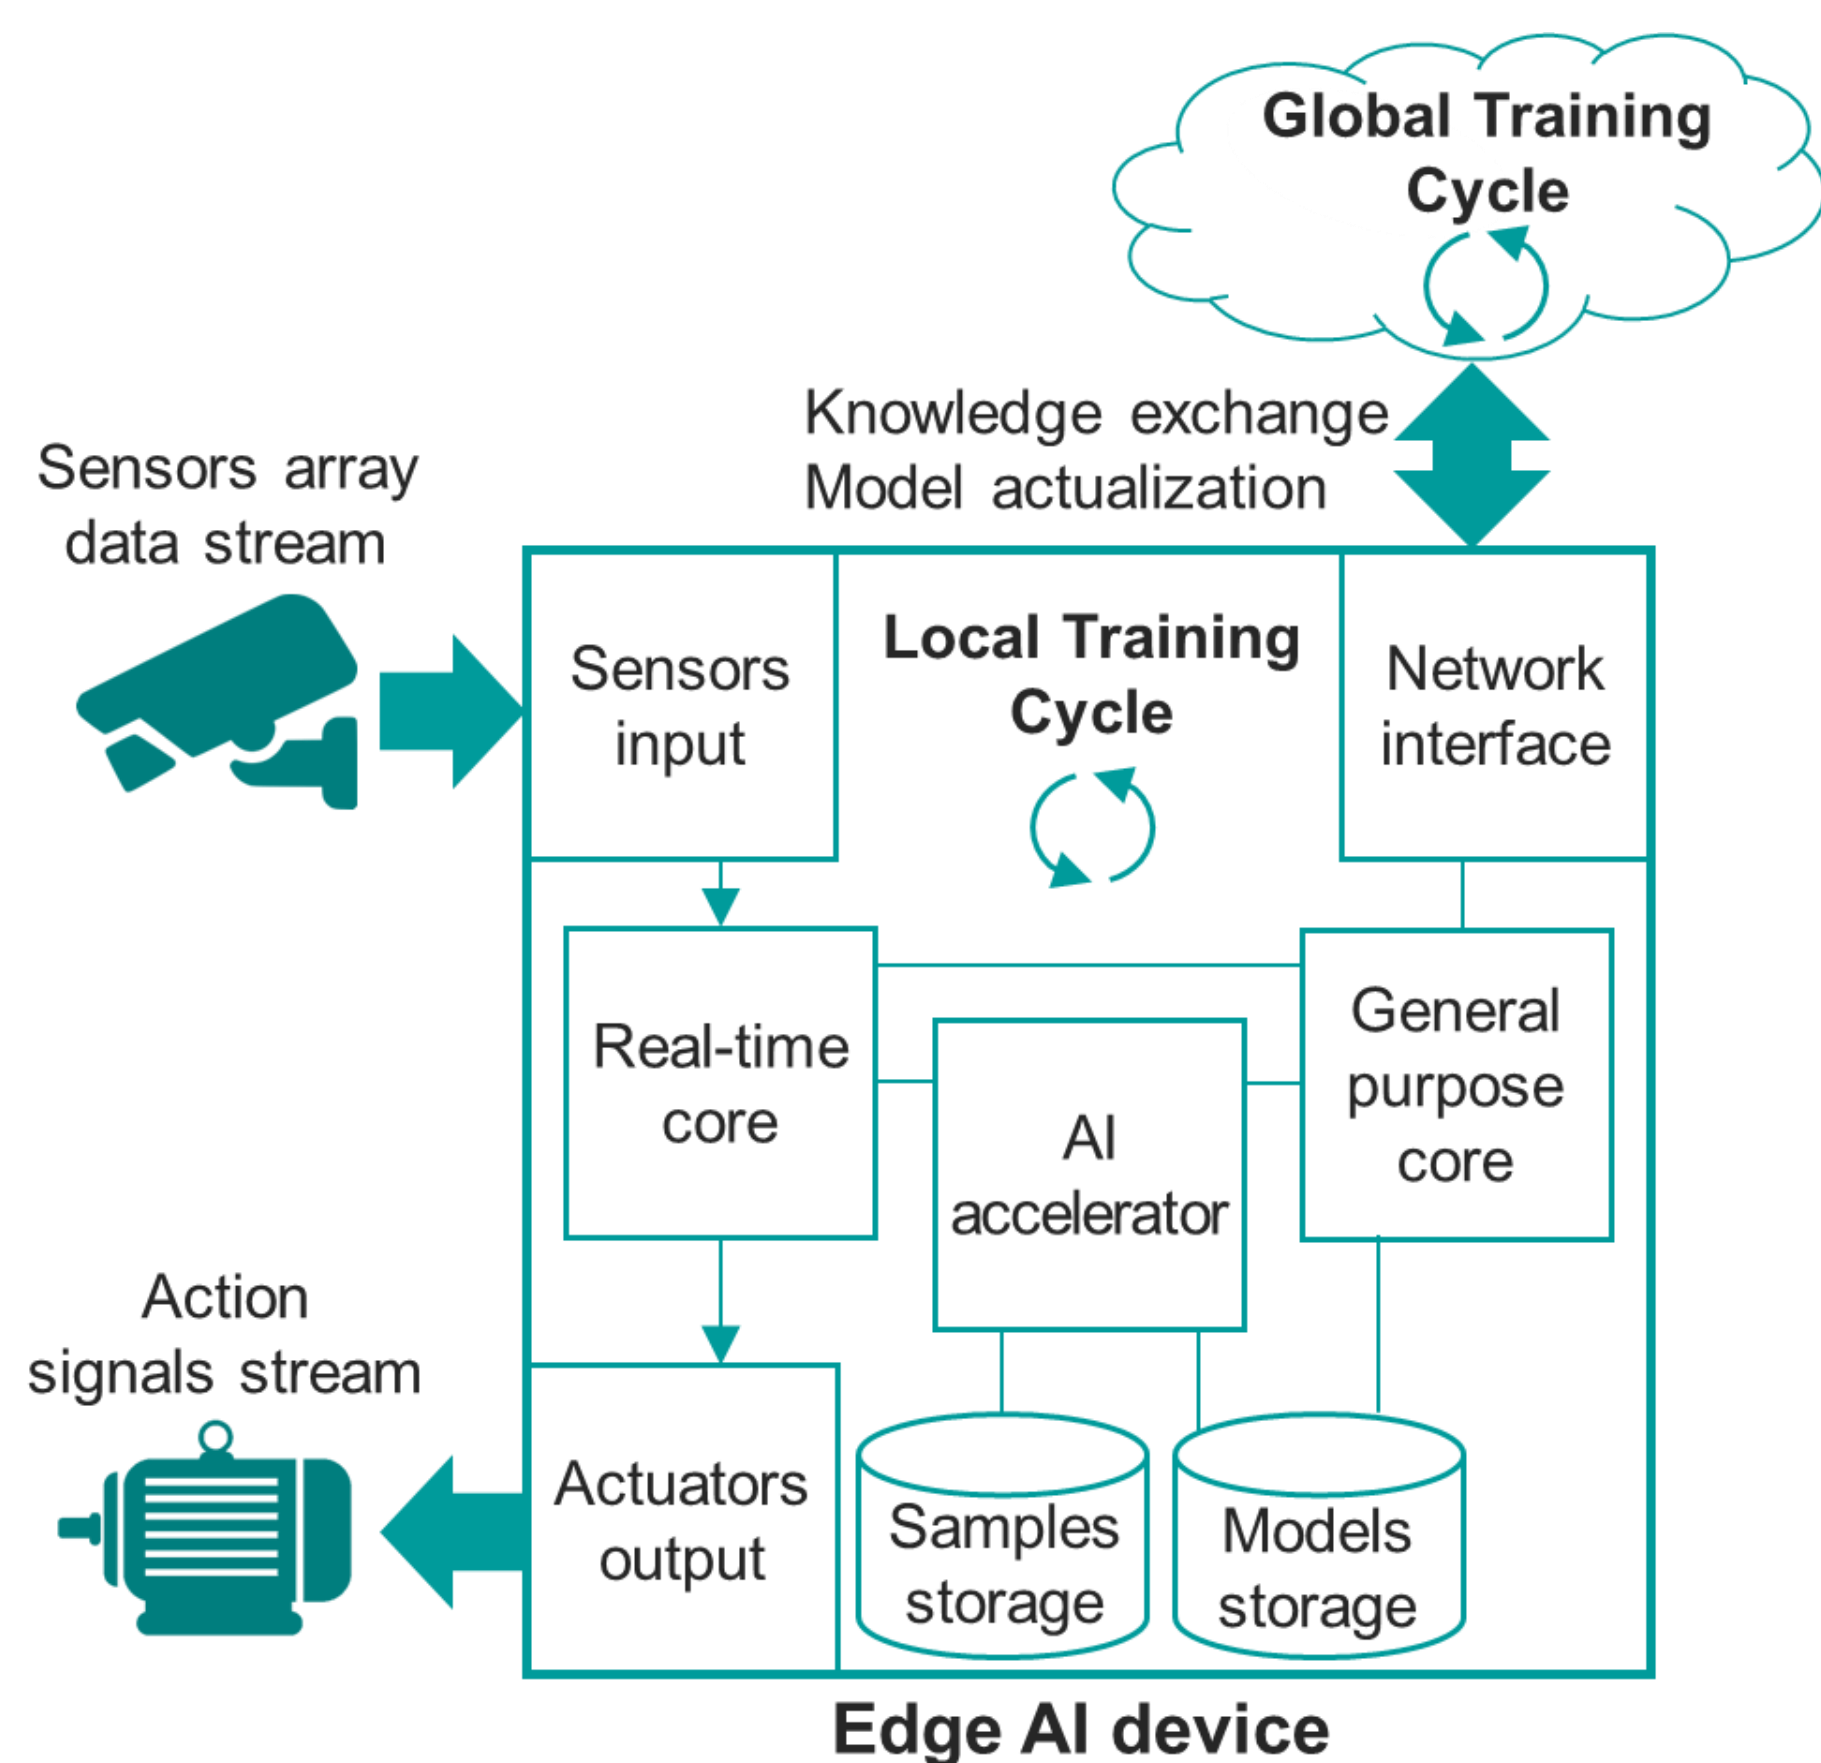 Global Training
Cycle
Knowledge exchange
Model actualization
Sensors array
data stream
Sensors
input
Local Training
Cycle
Network
interface
Real-time
core
AI
accelerator
General
purpose
core
Action
signals stream
Actuators
output
Samples
storage
Models
storage
Edge AI device